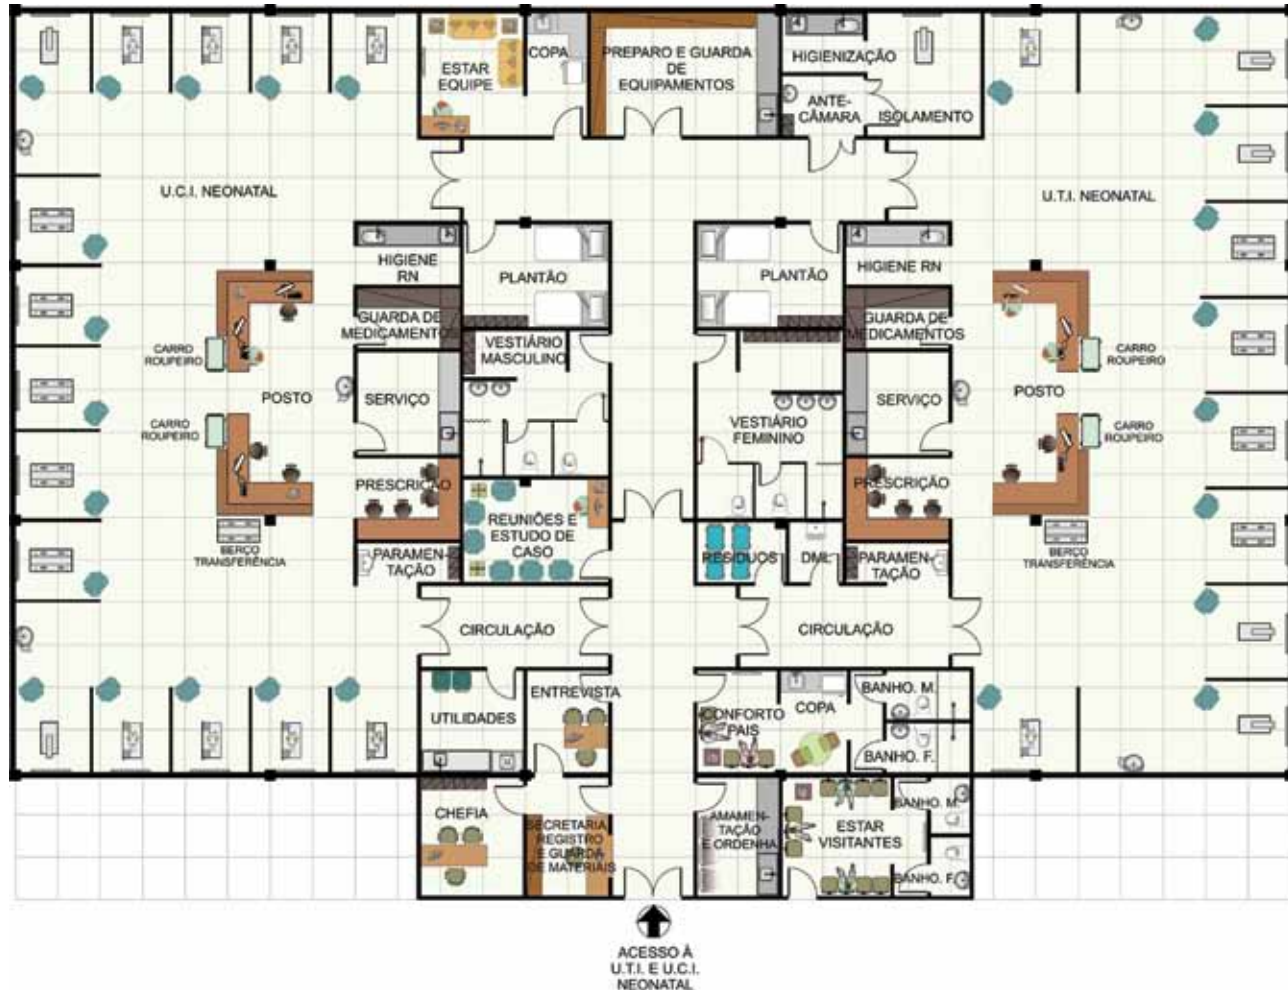 COPA
PREPARO E GUARDA
DE
EQUIPAMENTOS
HIGIENIZAÇÃO
ESTAR
EQUIPE
ANTE-
CÂMARA
ISOLAMENTO
U.C.I. NEONATAL
U.T.I. NEONATAL
HIGIENE
RN
PLANTÃO
PLANTÃO
HIGIENE RN
GUARDA DE
MEDICAMENTOS
VESTIÁRIO
MASCULINO
GUARDA DE
MEDICAMENTOS
CARRO
ROUPEIRO
CARRO
ROUPEIRO
POSTO
SERVIÇO
SERVIÇO
POSTO
CARRO
ROUPEIRO
VESTIÁRIO
FEMININO
CARRO
ROUPEIRO
PRESCRIÇÃO
PRESCRIÇÃO
REUNIÕES E
ESTUDO DE
CASO
BERÇO
TRANSFERÊNCIA
PARAMEN-
TAÇÃO
RESÍDUOS
DML
PARAMEN-
TAÇÃO
BERÇO
TRANSFERÊNCIA
CIRCULAÇÃO
CIRCULAÇÃO
UTILIDADES
ENTREVISTA
CONFORTO
PAIS
COPA
BANHO. M.
BANHO. F.
CHEFIA
SECRETARIA
REGISTRO
E GUARDA
DE MATERIAIS
AMAMEN-
TAÇÃO
E ORDENHA
ESTAR
VISITANTES
BANHO. M.
BANHO. F.
ACESSO À
U.T.I. E U.C.I.
NEONATAL